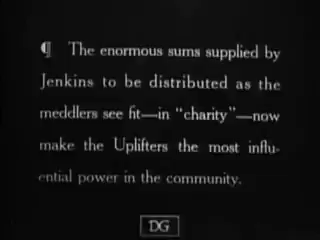 ¶ The enormous sums supplied by
Jenkins to be distributed as the
meddlers see fit—in "charity"—now
make the Uplifters the most influ-
ential power in the community.
DG